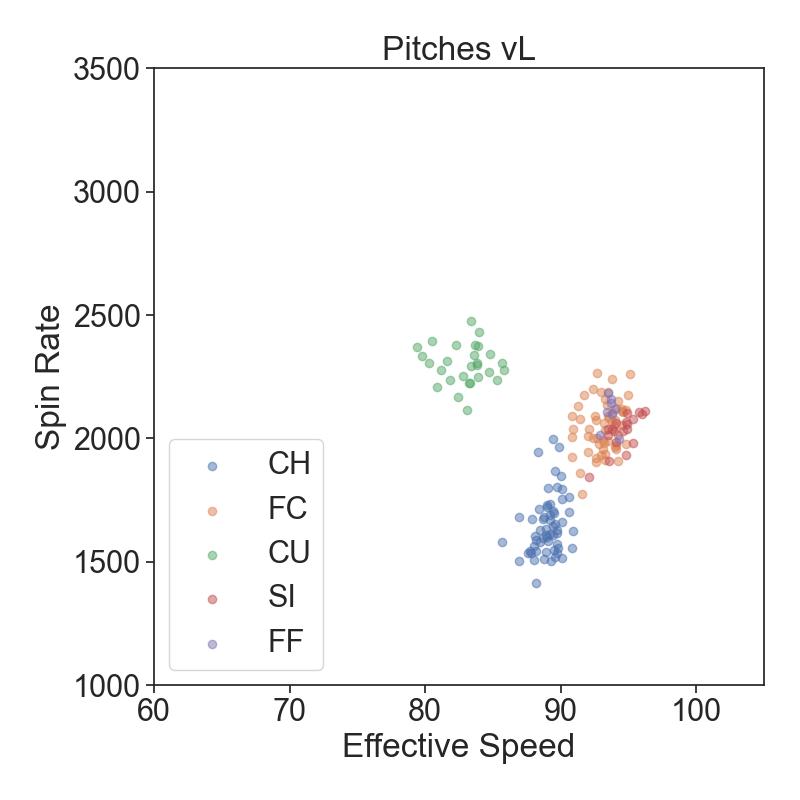 Pitches vL
3500
3000
2500
2000
1500
1000
Spin Rate
CH
FC
CU
SI
FF
60 70 80 90 100
Effective Speed